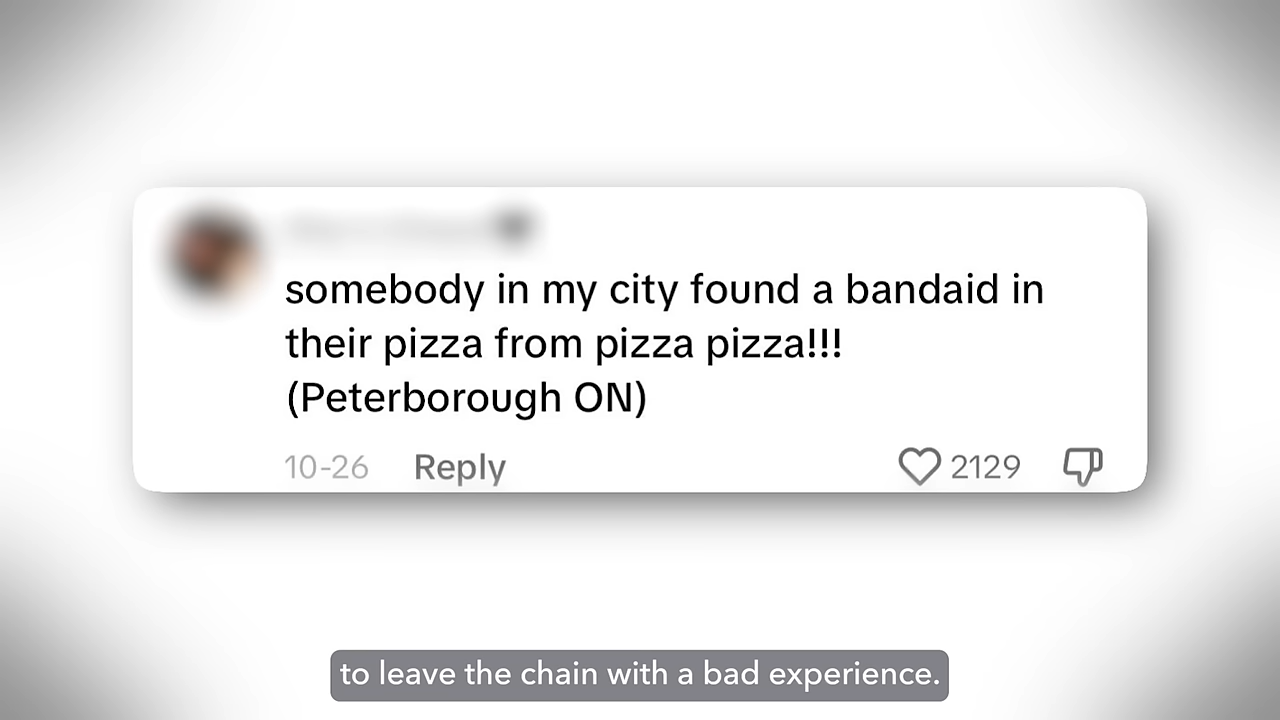 somebody in my city found a bandaid in
their pizza from pizza pizza!!!
(Peterborough ON)
10-26 Reply 2129
to leave the chain with a bad experience.